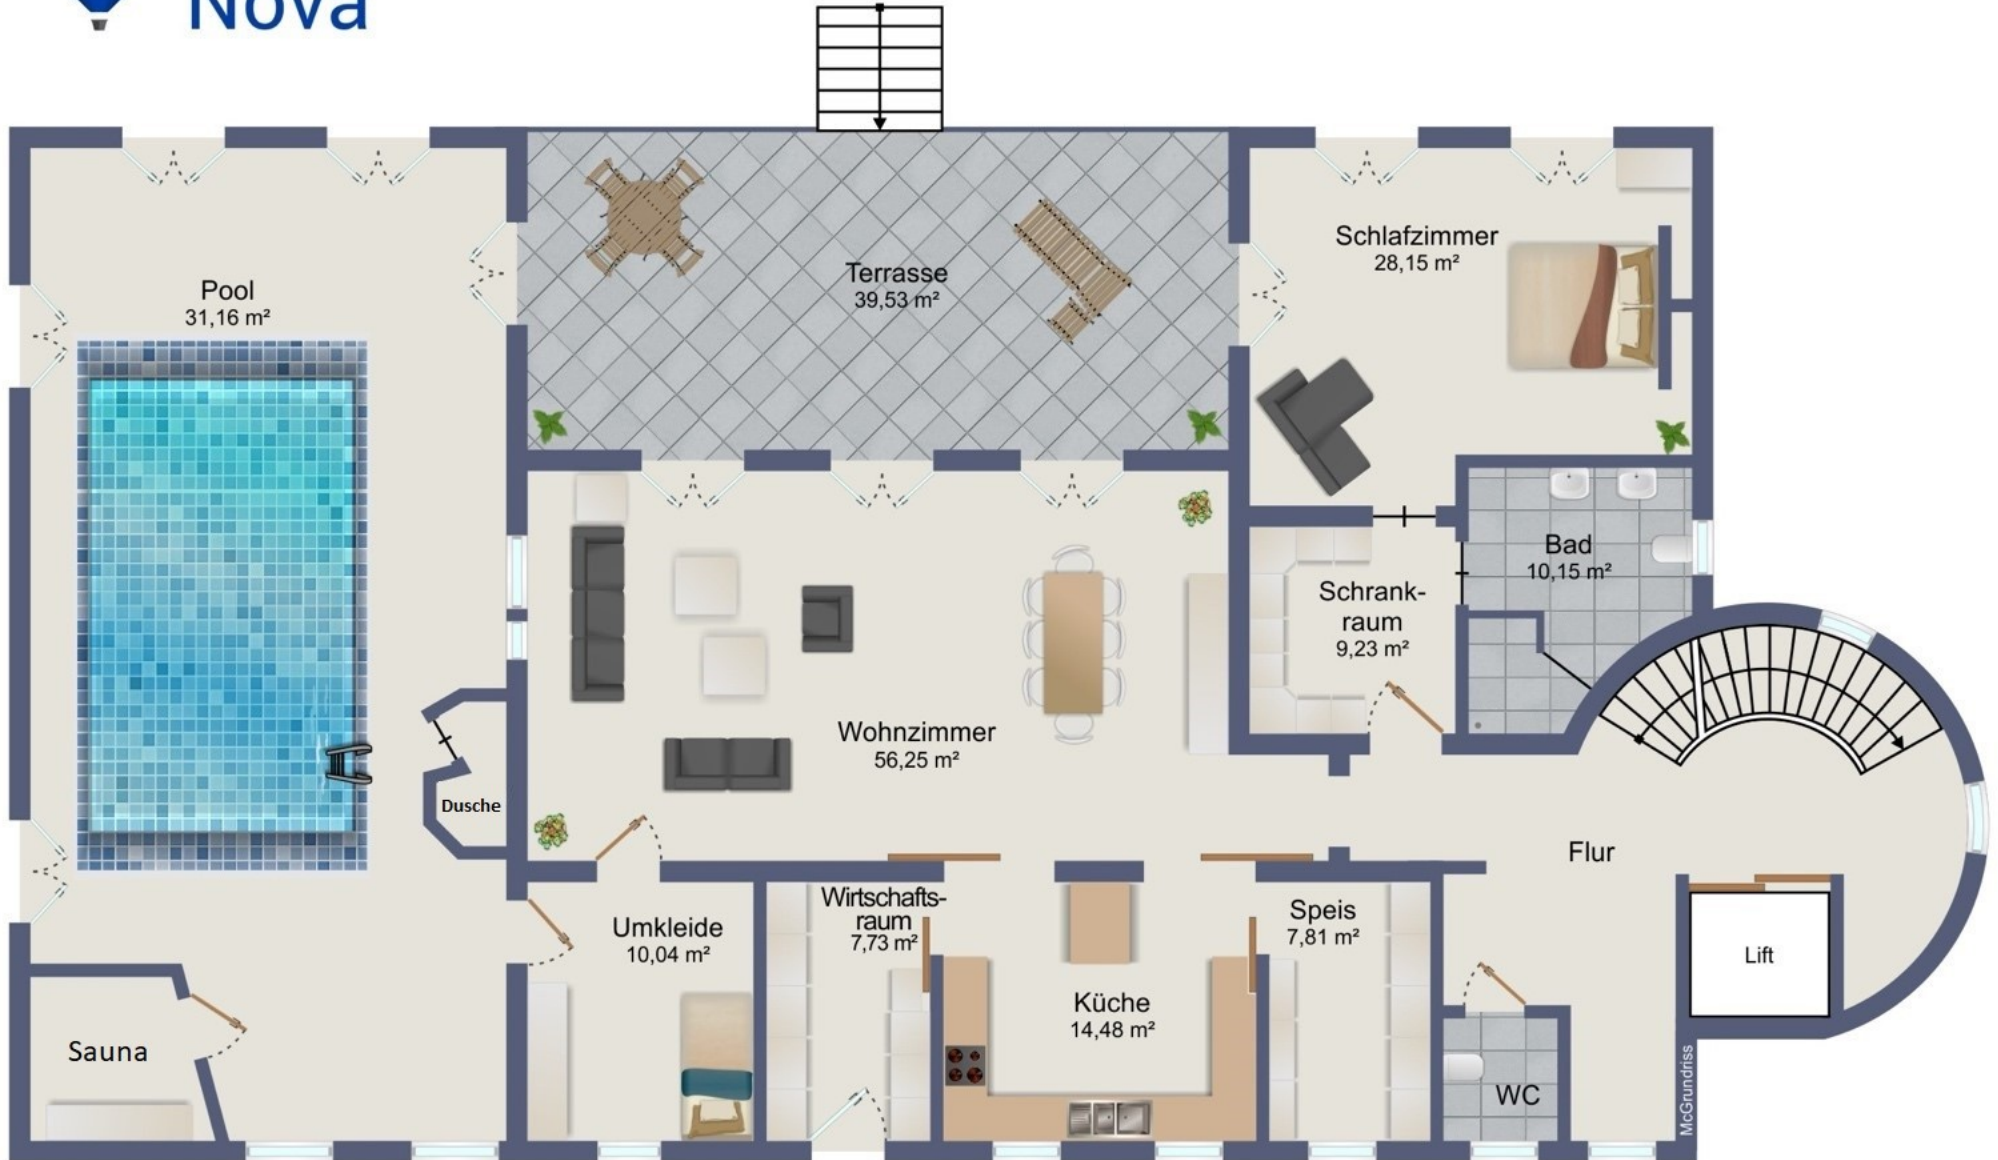 Nova
Pool
31,16 m²
Terrasse
39,53 m²
Schlafzimmer
28,15 m²
Bad
10,15 m²
Schrank-
raum
9,23 m²
Wohnzimmer
56,25 m²
Dusche
Flur
Umkleide
10,04 m²
Wirtschafts-
raum
7,73 m²
Speis
7,81 m²
Küche
14,48 m²
Lift
Sauna
WC
McGrundriss